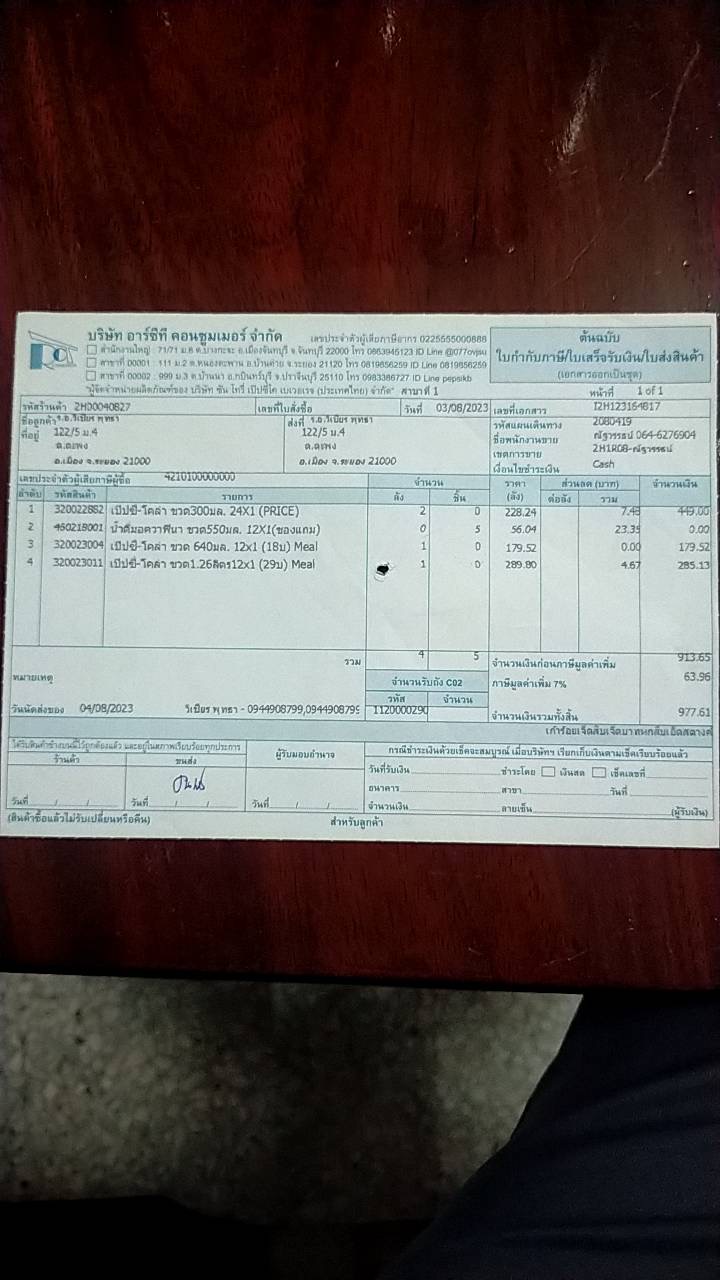 บริษัท อาร์ซีที คอนซูมเมอร์ จำกัด
เลขประจำตัวผู้เสียภาษีอากร 0225555000888
สำนักงานใหญ่ : 71/71 ม.6 ต.บางกะจะ อ.เมืองจันทบุรี จ.จันทบุรี 22000 โทร 0863945123 ID Line @077ovjsu
สาขาที่ 00001 : 111 ม.2 ต.หนองตะพาน อ.บ้านค่าย จ.ระยอง 21120 โทร 0819856259 ID Line 0819856259
สาขาที่ 00002 : 999 ม.3 ต.บ้านนา อ.กบินทร์บุรี จ.ปราจีนบุรี 25110 โทร 0983386727 ID Line pepsikb
"ผู้จัดจำหน่ายผลิตภัณฑ์ของ บริษัท ซันโทรี่ เป๊ปซี่โค เบเวอเรจ (ประเทศไทย) จำกัด" สาขาที่ 1
ต้นฉบับ
ใบกำกับภาษี/ใบเสร็จรับเงิน/ใบส่งสินค้า
(เอกสารออกเป็นชุด)
หน้าที่ 1 of 1
รหัสร้านค้า 2H00040827 เลขที่ใบสั่งซื้อ วันที่ 03/08/2023
ชื่อลูกค้า ร.อ.วิเชียร พุทธา ส่งที่ ร.อ.วิเชียร พุทธา
ที่อยู่ 122/5 ม.4 122/5 ม.4
ต.ตะพง ต.ตะพง
อ.เมือง จ.ระยอง 21000 อ.เมือง จ.ระยอง 21000
เลขที่เอกสาร I2H123164817
รหัสแผนเดินทาง 2080419
ชื่อพนักงานขาย ณัฐวรรธน์ 064-6276904
เขตการขาย 2H1R08-ณัฐวรรธน์
เงื่อนไขชำระเงิน Cash
เลขประจำตัวผู้เสียภาษีผู้ซื้อ 4210100000000
ลำดับ รหัสสินค้า รายการ จำนวน ลัง ชิ้น ราคา (ลัง) ส่วนลด (บาท) ต่อลัง รวม จำนวนเงิน
1 320022882 เป๊ปซี่-โคล่า ขวด300มล. 24X1 (PRICE) 2 0 228.24 7.48 449.00
2 450218001 น้ำดื่มอควาฟีนา ขวด550มล. 12X1(ของแถม) 0 5 56.04 23.35 0.00
3 320023004 เป๊ปซี่-โคล่า ขวด 640มล. 12x1 (18บ) Meal 1 0 179.52 0.00 179.52
4 320023011 เป๊ปซี่-โคล่า ขวด1.26ลิตร12x1 (29บ) Meal 1 0 289.80 4.67 285.13
รวม 4 5
จำนวนเงินก่อนภาษีมูลค่าเพิ่ม 913.65
หมายเหตุ จำนวนรับถัง CO2 ภาษีมูลค่าเพิ่ม 7% 63.96
รหัส จำนวน
วันนัดส่งของ 04/08/2023 วิเชียร พุทธา - 0944908799,0944908799 1120000290 จำนวนเงินรวมทั้งสิ้น 977.61
เก้าร้อยเจ็ดสิบเจ็ดบาทหกสิบเอ็ดสตางค์
ได้รับสินค้าข้างบนนี้ไว้ถูกต้องแล้ว และอยู่ในสภาพเรียบร้อยทุกประการ
ร้านค้า ขนส่ง ผู้รับมอบอำนาจ
วันที่ / / วันที่ / / วันที่ / /
กรณีชำระเงินด้วยเช็คจะสมบูรณ์ เมื่อบริษัทฯ เรียกเก็บเงินตามเช็คเรียบร้อยแล้ว
วันที่รับเงิน ชำระโดย เงินสด เช็คเลขที่
ธนาคาร สาขา วันที่
จำนวนเงิน ลายเซ็น (ผู้รับเงิน)
(สินค้าซื้อแล้วไม่รับเปลี่ยนหรือคืน) สำหรับลูกค้า